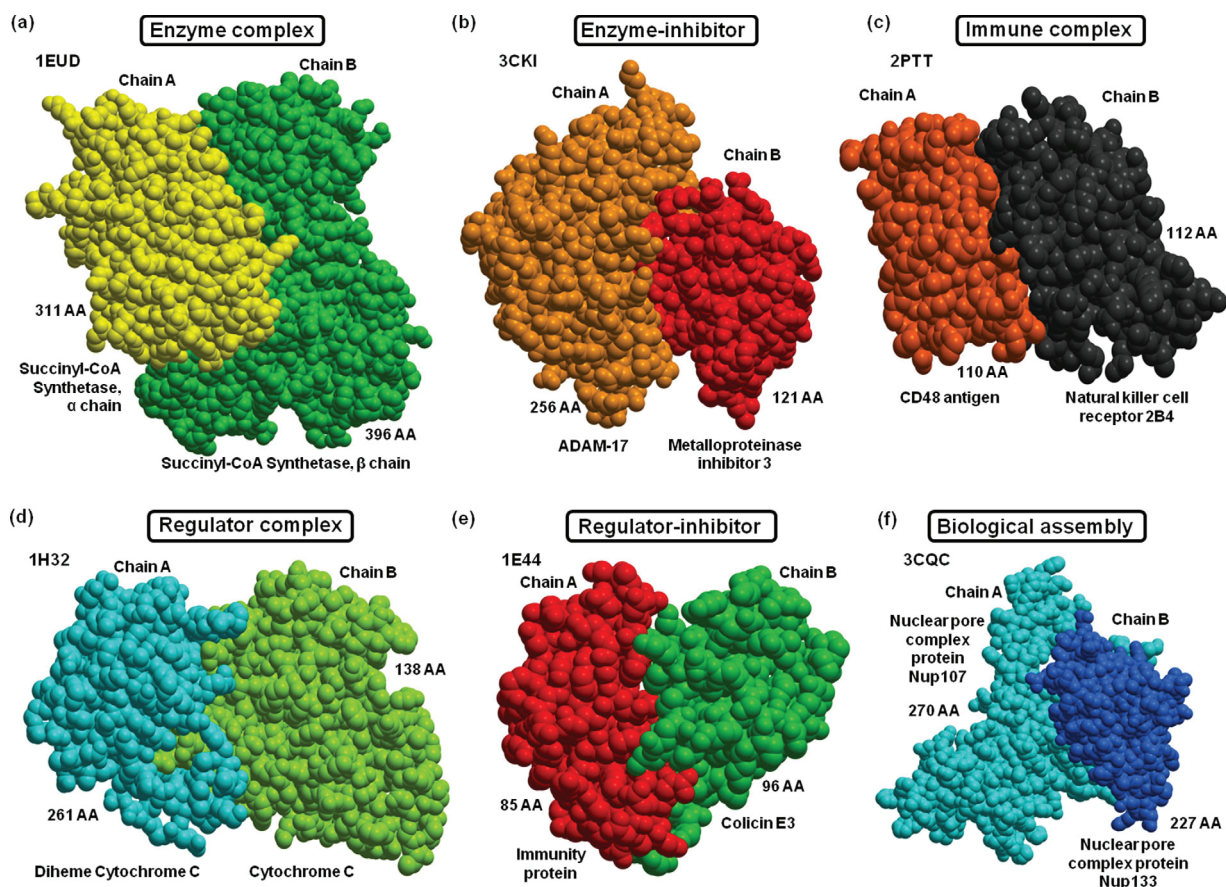 (a)
Enzyme complex
1EUD
Chain A
Chain B
311 AA
Succinyl-CoA
Synthetase,
α chain
396 AA
Succinyl-CoA Synthetase, β chain
(b)
Enzyme-inhibitor
3CKI
Chain A
Chain B
256 AA
121 AA
ADAM-17
Metalloproteinase
inhibitor 3
(c)
Immune complex
2PTT
Chain A
Chain B
112 AA
110 AA
CD48 antigen
Natural killer cell
receptor 2B4
(d)
Regulator complex
1H32
Chain A
Chain B
138 AA
261 AA
Diheme Cytochrome C
Cytochrome C
(e)
Regulator-inhibitor
1E44
Chain A
Chain B
85 AA
96 AA
Colicin E3
Immunity
protein
(f)
Biological assembly
3CQC
Chain A
Nuclear pore
complex
protein
Nup107
Chain B
270 AA
227 AA
Nuclear pore
complex protein
Nup133